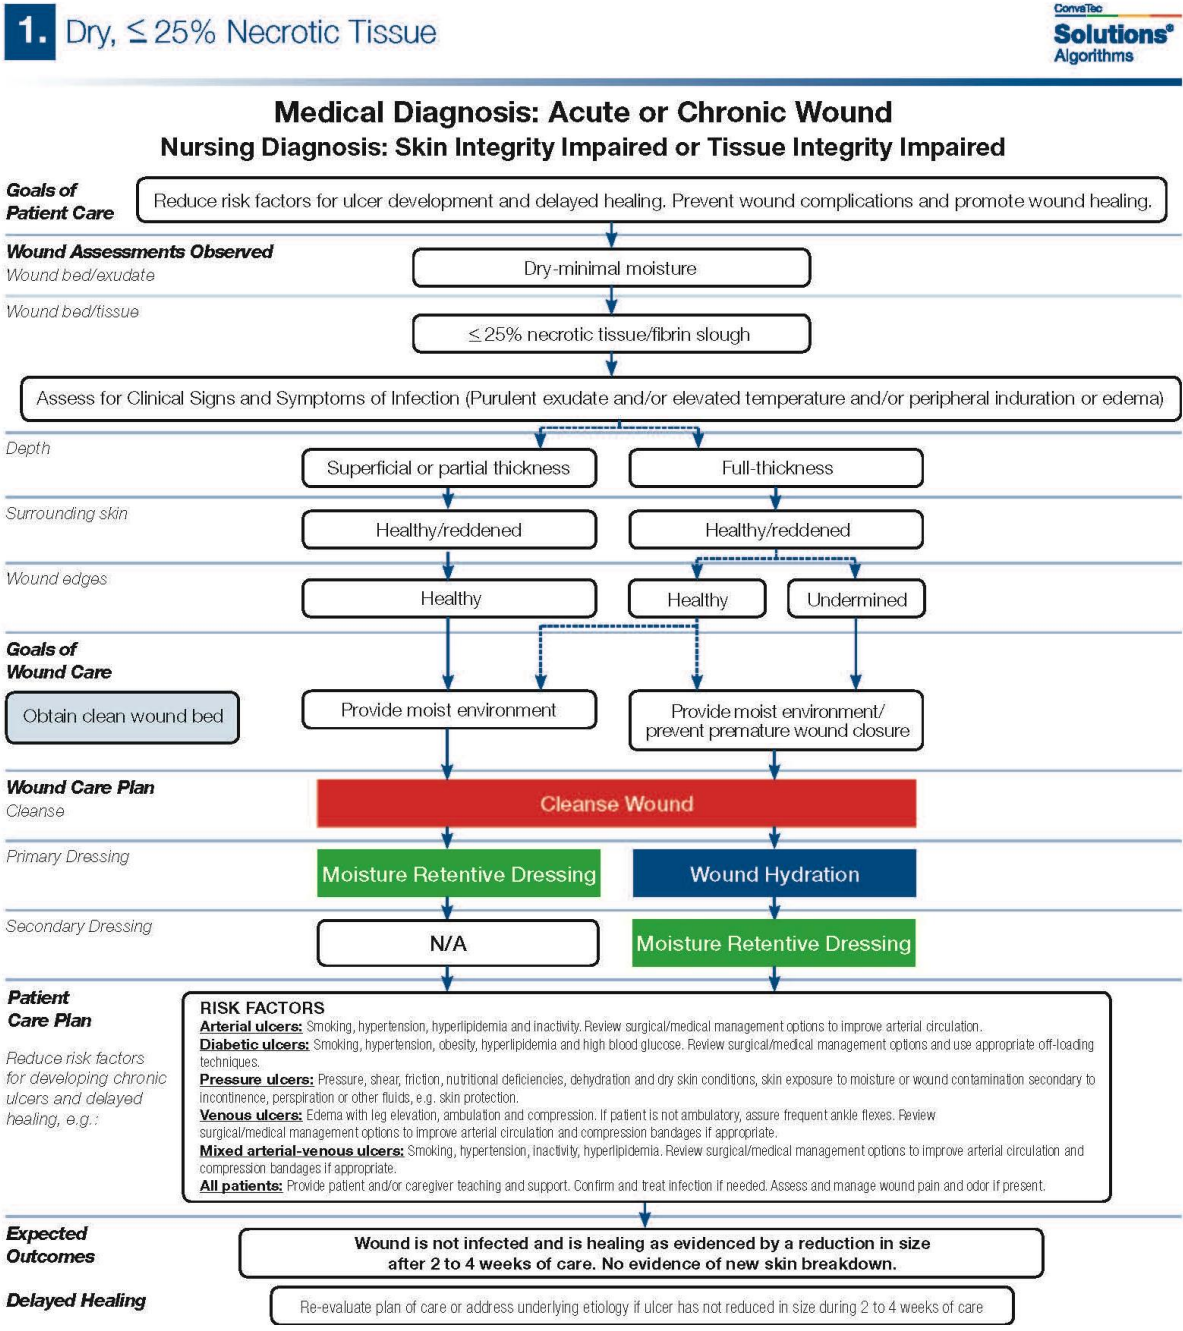 1. Dry, ≤ 25% Necrotic Tissue
ConvaTec
Solutions®
Algorithms
Medical Diagnosis: Acute or Chronic Wound
Nursing Diagnosis: Skin Integrity Impaired or Tissue Integrity Impaired
Goals of
Patient Care
Reduce risk factors for ulcer development and delayed healing. Prevent wound complications and promote wound healing.
Wound Assessments Observed
Wound bed/exudate
Dry-minimal moisture
Wound bed/tissue
≤ 25% necrotic tissue/fibrin slough
Assess for Clinical Signs and Symptoms of Infection (Purulent exudate and/or elevated temperature and/or peripheral induration or edema)
Depth
Superficial or partial thickness
Full-thickness
Surrounding skin
Healthy/reddened
Healthy/reddened
Wound edges
Healthy
Healthy
Undermined
Goals of
Wound Care
Obtain clean wound bed
Provide moist environment
Provide moist environment/
prevent premature wound closure
Wound Care Plan
Cleanse
Cleanse Wound
Primary Dressing
Moisture Retentive Dressing
Wound Hydration
Secondary Dressing
N/A
Moisture Retentive Dressing
Patient
Care Plan
Reduce risk factors
for developing chronic
ulcers and delayed
healing, e.g.:
RISK FACTORS
Arterial ulcers: Smoking, hypertension, hyperlipidemia and inactivity. Review surgical/medical management options to improve arterial circulation.
Diabetic ulcers: Smoking, hypertension, obesity, hyperlipidemia and high blood glucose. Review surgical/medical management options and use appropriate off-loading
techniques.
Pressure ulcers: Pressure, shear, friction, nutritional deficiencies, dehydration and dry skin conditions, skin exposure to moisture or wound contamination secondary to
incontinence, perspiration or other fluids, e.g. skin protection.
Venous ulcers: Edema with leg elevation, ambulation and compression. If patient is not ambulatory, assure frequent ankle flexes. Review
surgical/medical management options to improve arterial circulation and compression bandages if appropriate.
Mixed arterial-venous ulcers: Smoking, hypertension, inactivity, hyperlipidemia. Review surgical/medical management options to improve arterial circulation and
compression bandages if appropriate.
All patients: Provide patient and/or caregiver teaching and support. Confirm and treat infection if needed. Assess and manage wound pain and odor if present.
Expected
Outcomes
Wound is not infected and is healing as evidenced by a reduction in size
after 2 to 4 weeks of care. No evidence of new skin breakdown.
Delayed Healing
Re-evaluate plan of care or address underlying etiology if ulcer has not reduced in size during 2 to 4 weeks of care